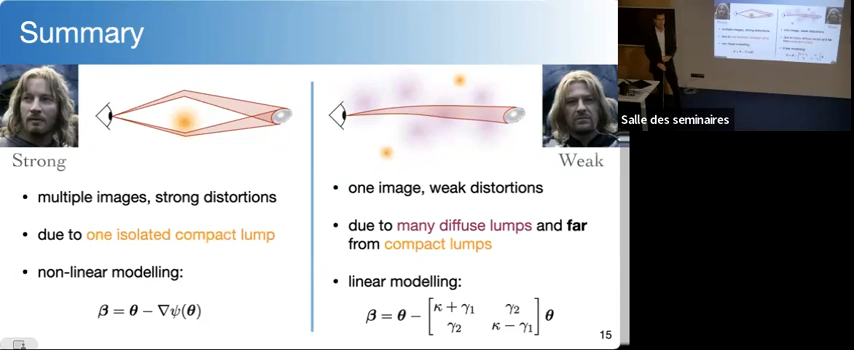 Summary
Strong
• multiple images, strong distortions
• due to one isolated compact lump
• non-linear modelling:
β = θ − ∇ψ(θ)
Weak
• one image, weak distortions
• due to many diffuse lumps and far
from compact lumps
• linear modelling:
β = θ − [κ + γ₁ γ₂
γ₂ κ − γ₁] θ
15
Salle des seminaires